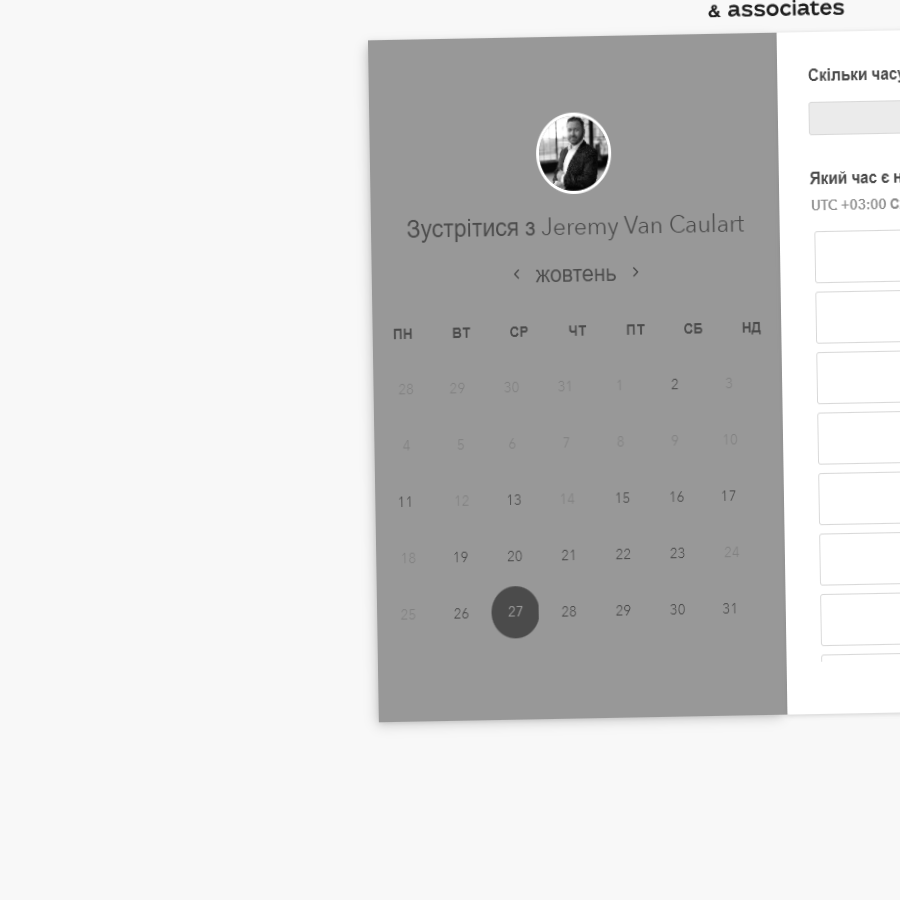 & associates
Зустрітися з Jeremy Van Caulart
‹ жовтень ›
ПН ВТ СР ЧТ ПТ СБ НД
28 29 30 31 1 2 3
4 5 6 7 8 9 10
11 12 13 14 15 16 17
18 19 20 21 22 23 24
25 26 27 28 29 30 31
Скільки часу
Який час є н
UTC +03:00 С